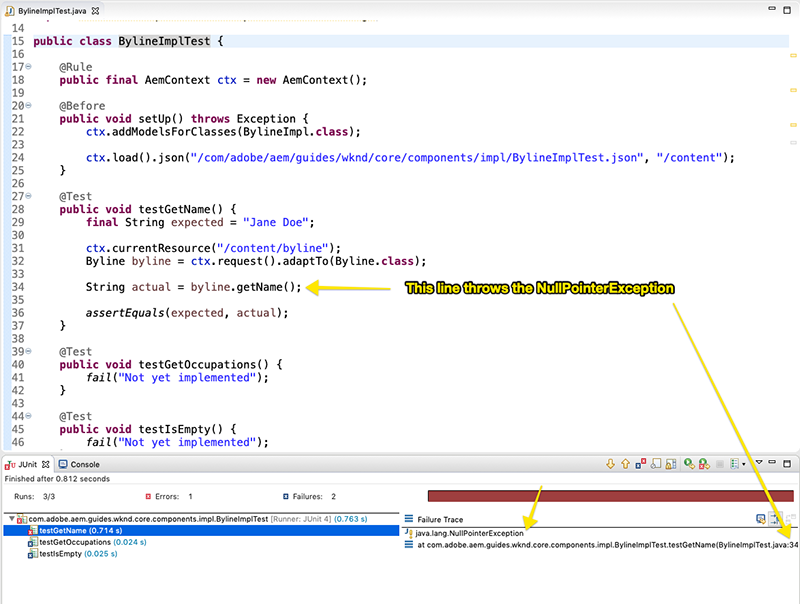 BylineImplTest.java
14
15 public class BylineImplTest {
16
17 @Rule
18 public final AemContext ctx = new AemContext();
19
20 @Before
21 public void setUp() throws Exception {
22 ctx.addModelsForClasses(BylineImpl.class);
23
24 ctx.load().json("/com/adobe/aem/guides/wknd/core/components/impl/BylineImplTest.json", "/content");
25 }
26
27 @Test
28 public void testGetName() {
29 final String expected = "Jane Doe";
30
31 ctx.currentResource("/content/byline");
32 Byline byline = ctx.request().adaptTo(Byline.class);
33
34 String actual = byline.getName(); This line throws the NullPointerException
35
36 assertEquals(expected, actual);
37 }
38
39 @Test
40 public void testGetOccupations() {
41 fail("Not yet implemented");
42 }
43
44 @Test
45 public void testIsEmpty() {
46 fail("Not yet implemented");
JUnit Console
Finished after 0.812 seconds
Runs: 3/3 Errors: 1 Failures: 2
com.adobe.aem.guides.wknd.core.components.impl.BylineImplTest [Runner: JUnit 4] (0.763 s)
testGetName (0.714 s)
testGetOccupations (0.024 s)
testIsEmpty (0.025 s)
Failure Trace
java.lang.NullPointerException
at com.adobe.aem.guides.wknd.core.components.impl.BylineImplTest.testGetName(BylineImplTest.java:34